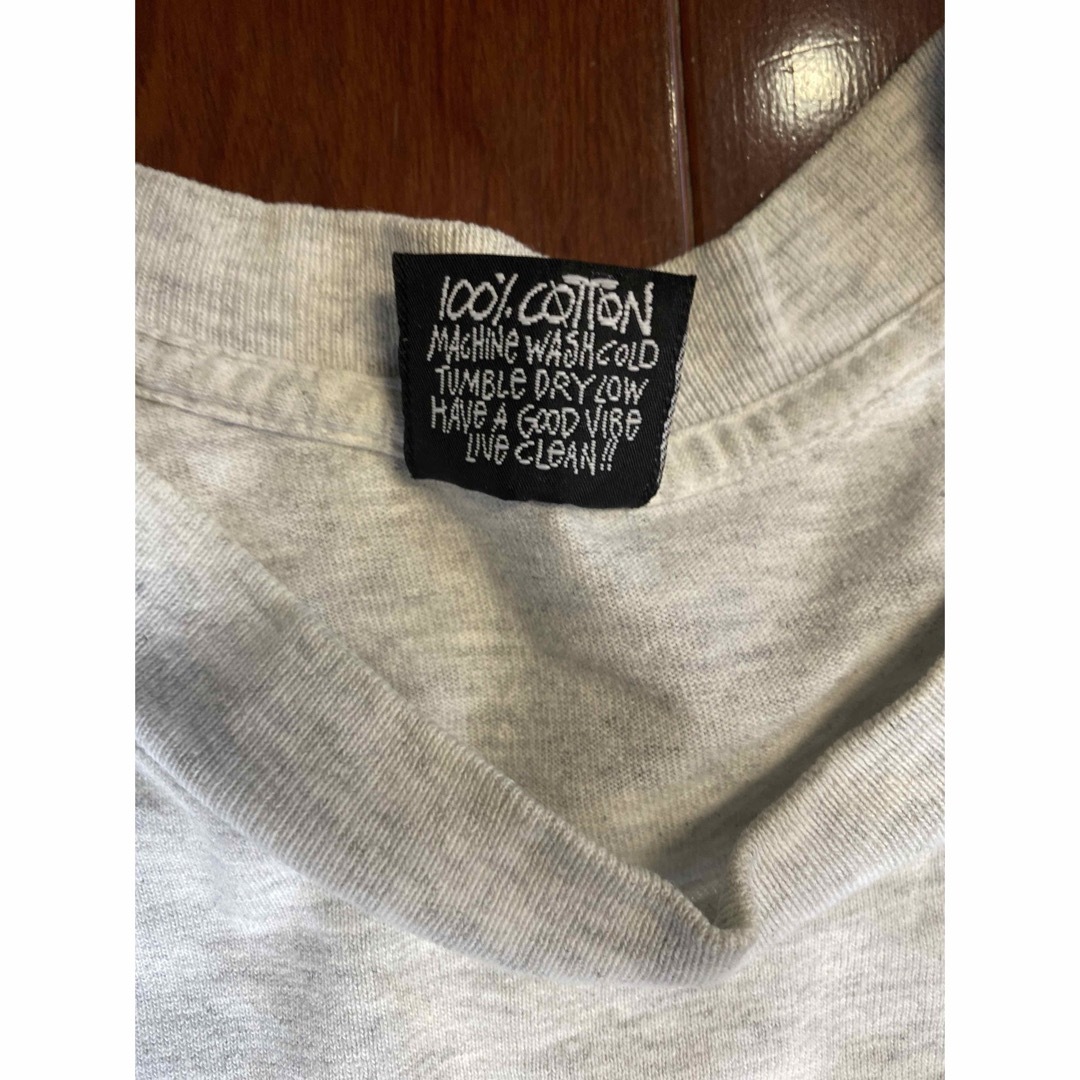 100% COTTON
MACHINE WASH COLD
TUMBLE DRY LOW
HAVE A GOOD VIBE
LIVE CLEAN!!